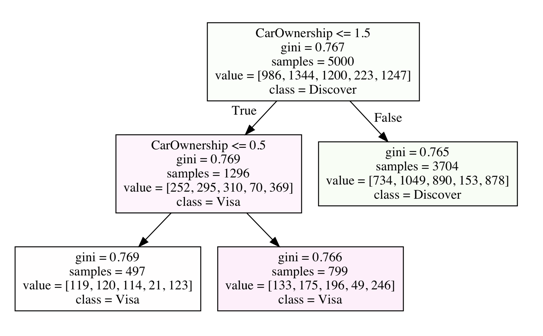 CarOwnership <= 1.5
gini = 0.767
samples = 5000
value = [986, 1344, 1200, 223, 1247]
class = Discover
True
False
CarOwnership <= 0.5
gini = 0.769
samples = 1296
value = [252, 295, 310, 70, 369]
class = Visa
gini = 0.765
samples = 3704
value = [734, 1049, 890, 153, 878]
class = Discover
gini = 0.769
samples = 497
value = [119, 120, 114, 21, 123]
class = Visa
gini = 0.766
samples = 799
value = [133, 175, 196, 49, 246]
class = Visa